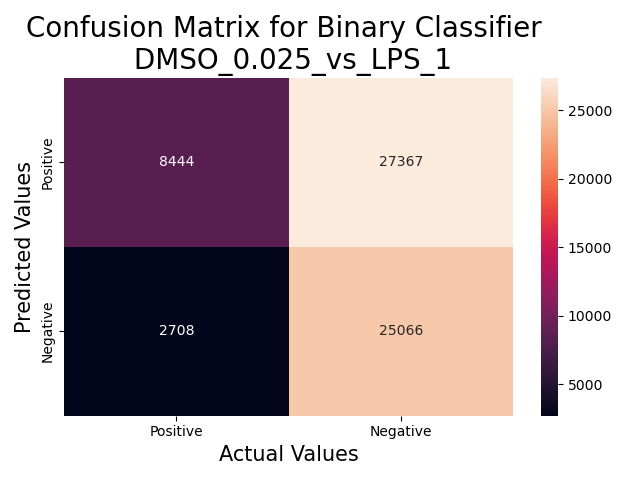 Confusion Matrix for Binary Classifier
DMSO_0.025_vs_LPS_1
Predicted Values
Positive
Negative
8444
27367
2708
25066
Positive
Negative
Actual Values
25000
20000
15000
10000
5000